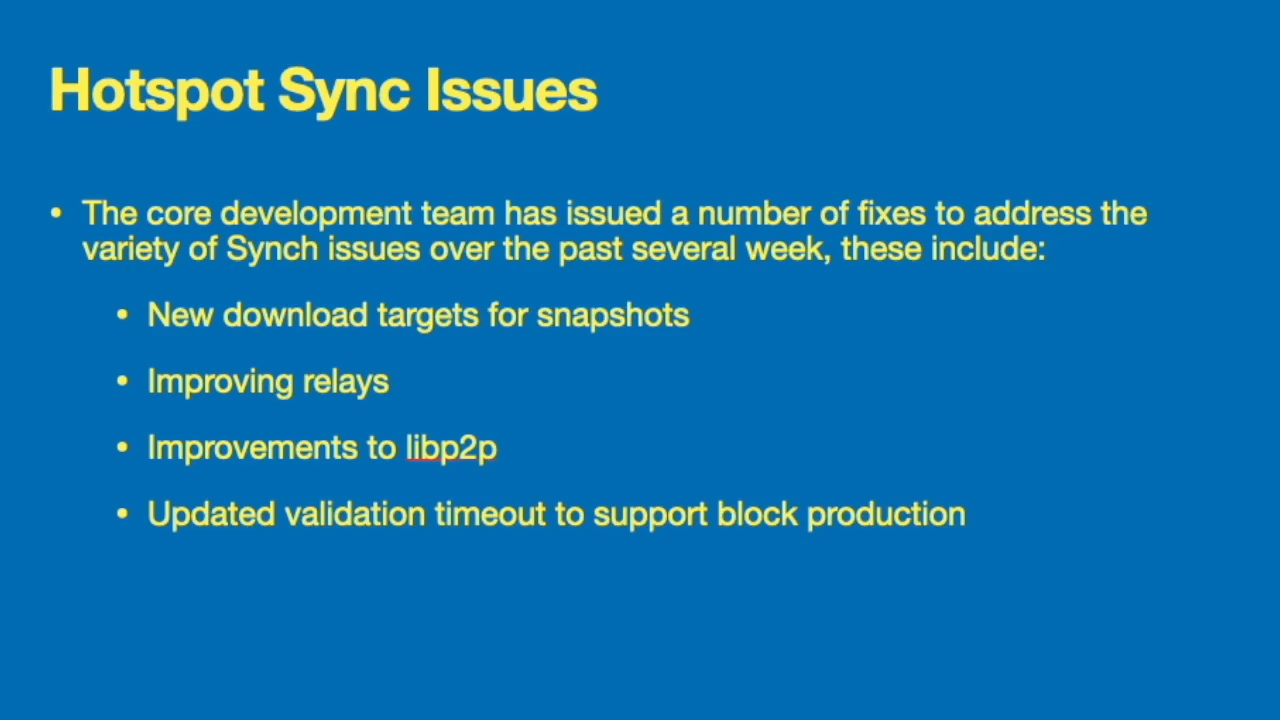 Hotspot Sync Issues
• The core development team has issued a number of fixes to address the
variety of Synch issues over the past several week, these include:
• New download targets for snapshots
• Improving relays
• Improvements to libp2p
• Updated validation timeout to support block production